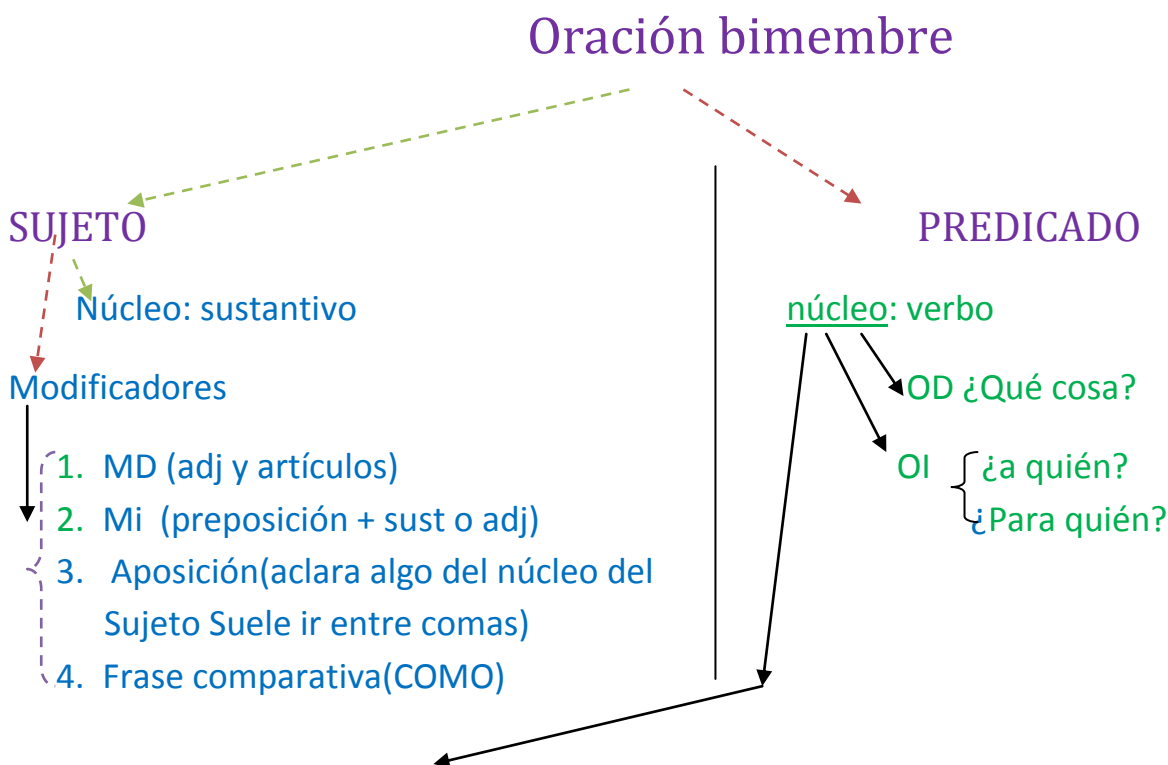 Oración bimembre
SUJETO
PREDICADO
Núcleo: sustantivo
núcleo: verbo
Modificadores
OD ¿Qué cosa?
1. MD (adj y artículos)
OI ¿a quién?
2. Mi (preposición + sust o adj)
¿Para quién?
3. Aposición(aclara algo del núcleo del
Sujeto Suele ir entre comas)
4. Frase comparativa(COMO)